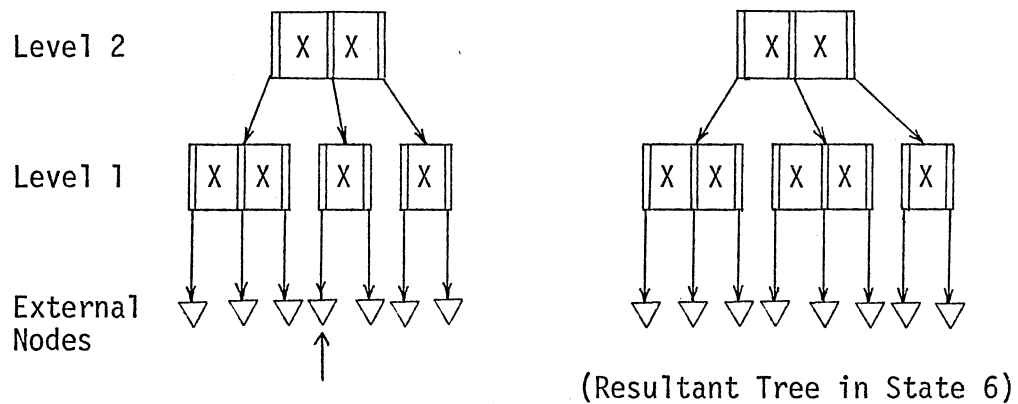 Level 2
X X
X X
Level 1
X X
X
X
X X
X X
X
External
Nodes
(Resultant Tree in State 6)